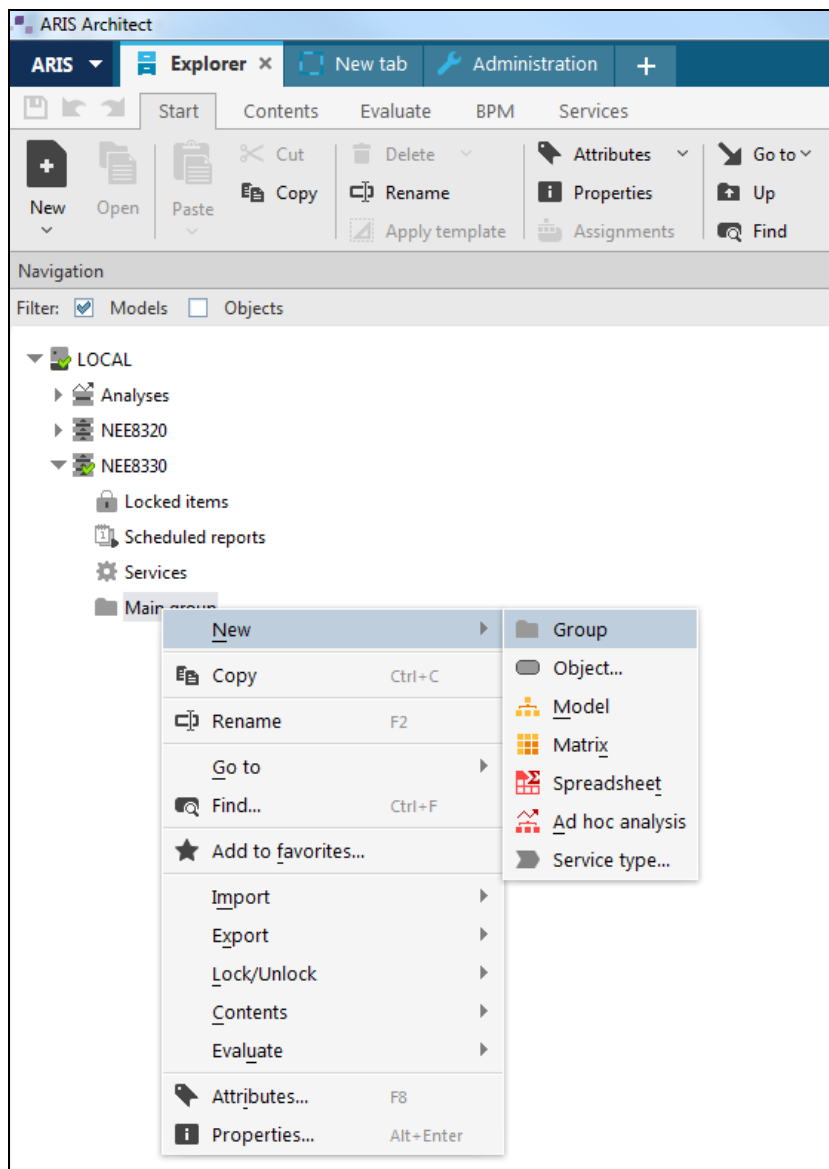 ARIS Architect
ARIS Explorer × New tab Administration +
Start Contents Evaluate BPM Services
New Open Paste Cut Copy Delete Rename Apply template Attributes Properties Assignments Go to Up Find
Navigation
Filter: Models Objects
LOCAL
Analyses
NEE8320
NEE8330
Locked items
Scheduled reports
Services
Main group
New
Copy Ctrl+C
Rename F2
Go to
Find... Ctrl+F
Add to favorites...
Import
Export
Lock/Unlock
Contents
Evaluate
Attributes... F8
Properties... Alt+Enter
Group
Object...
Model
Matrix
Spreadsheet
Ad hoc analysis
Service type...